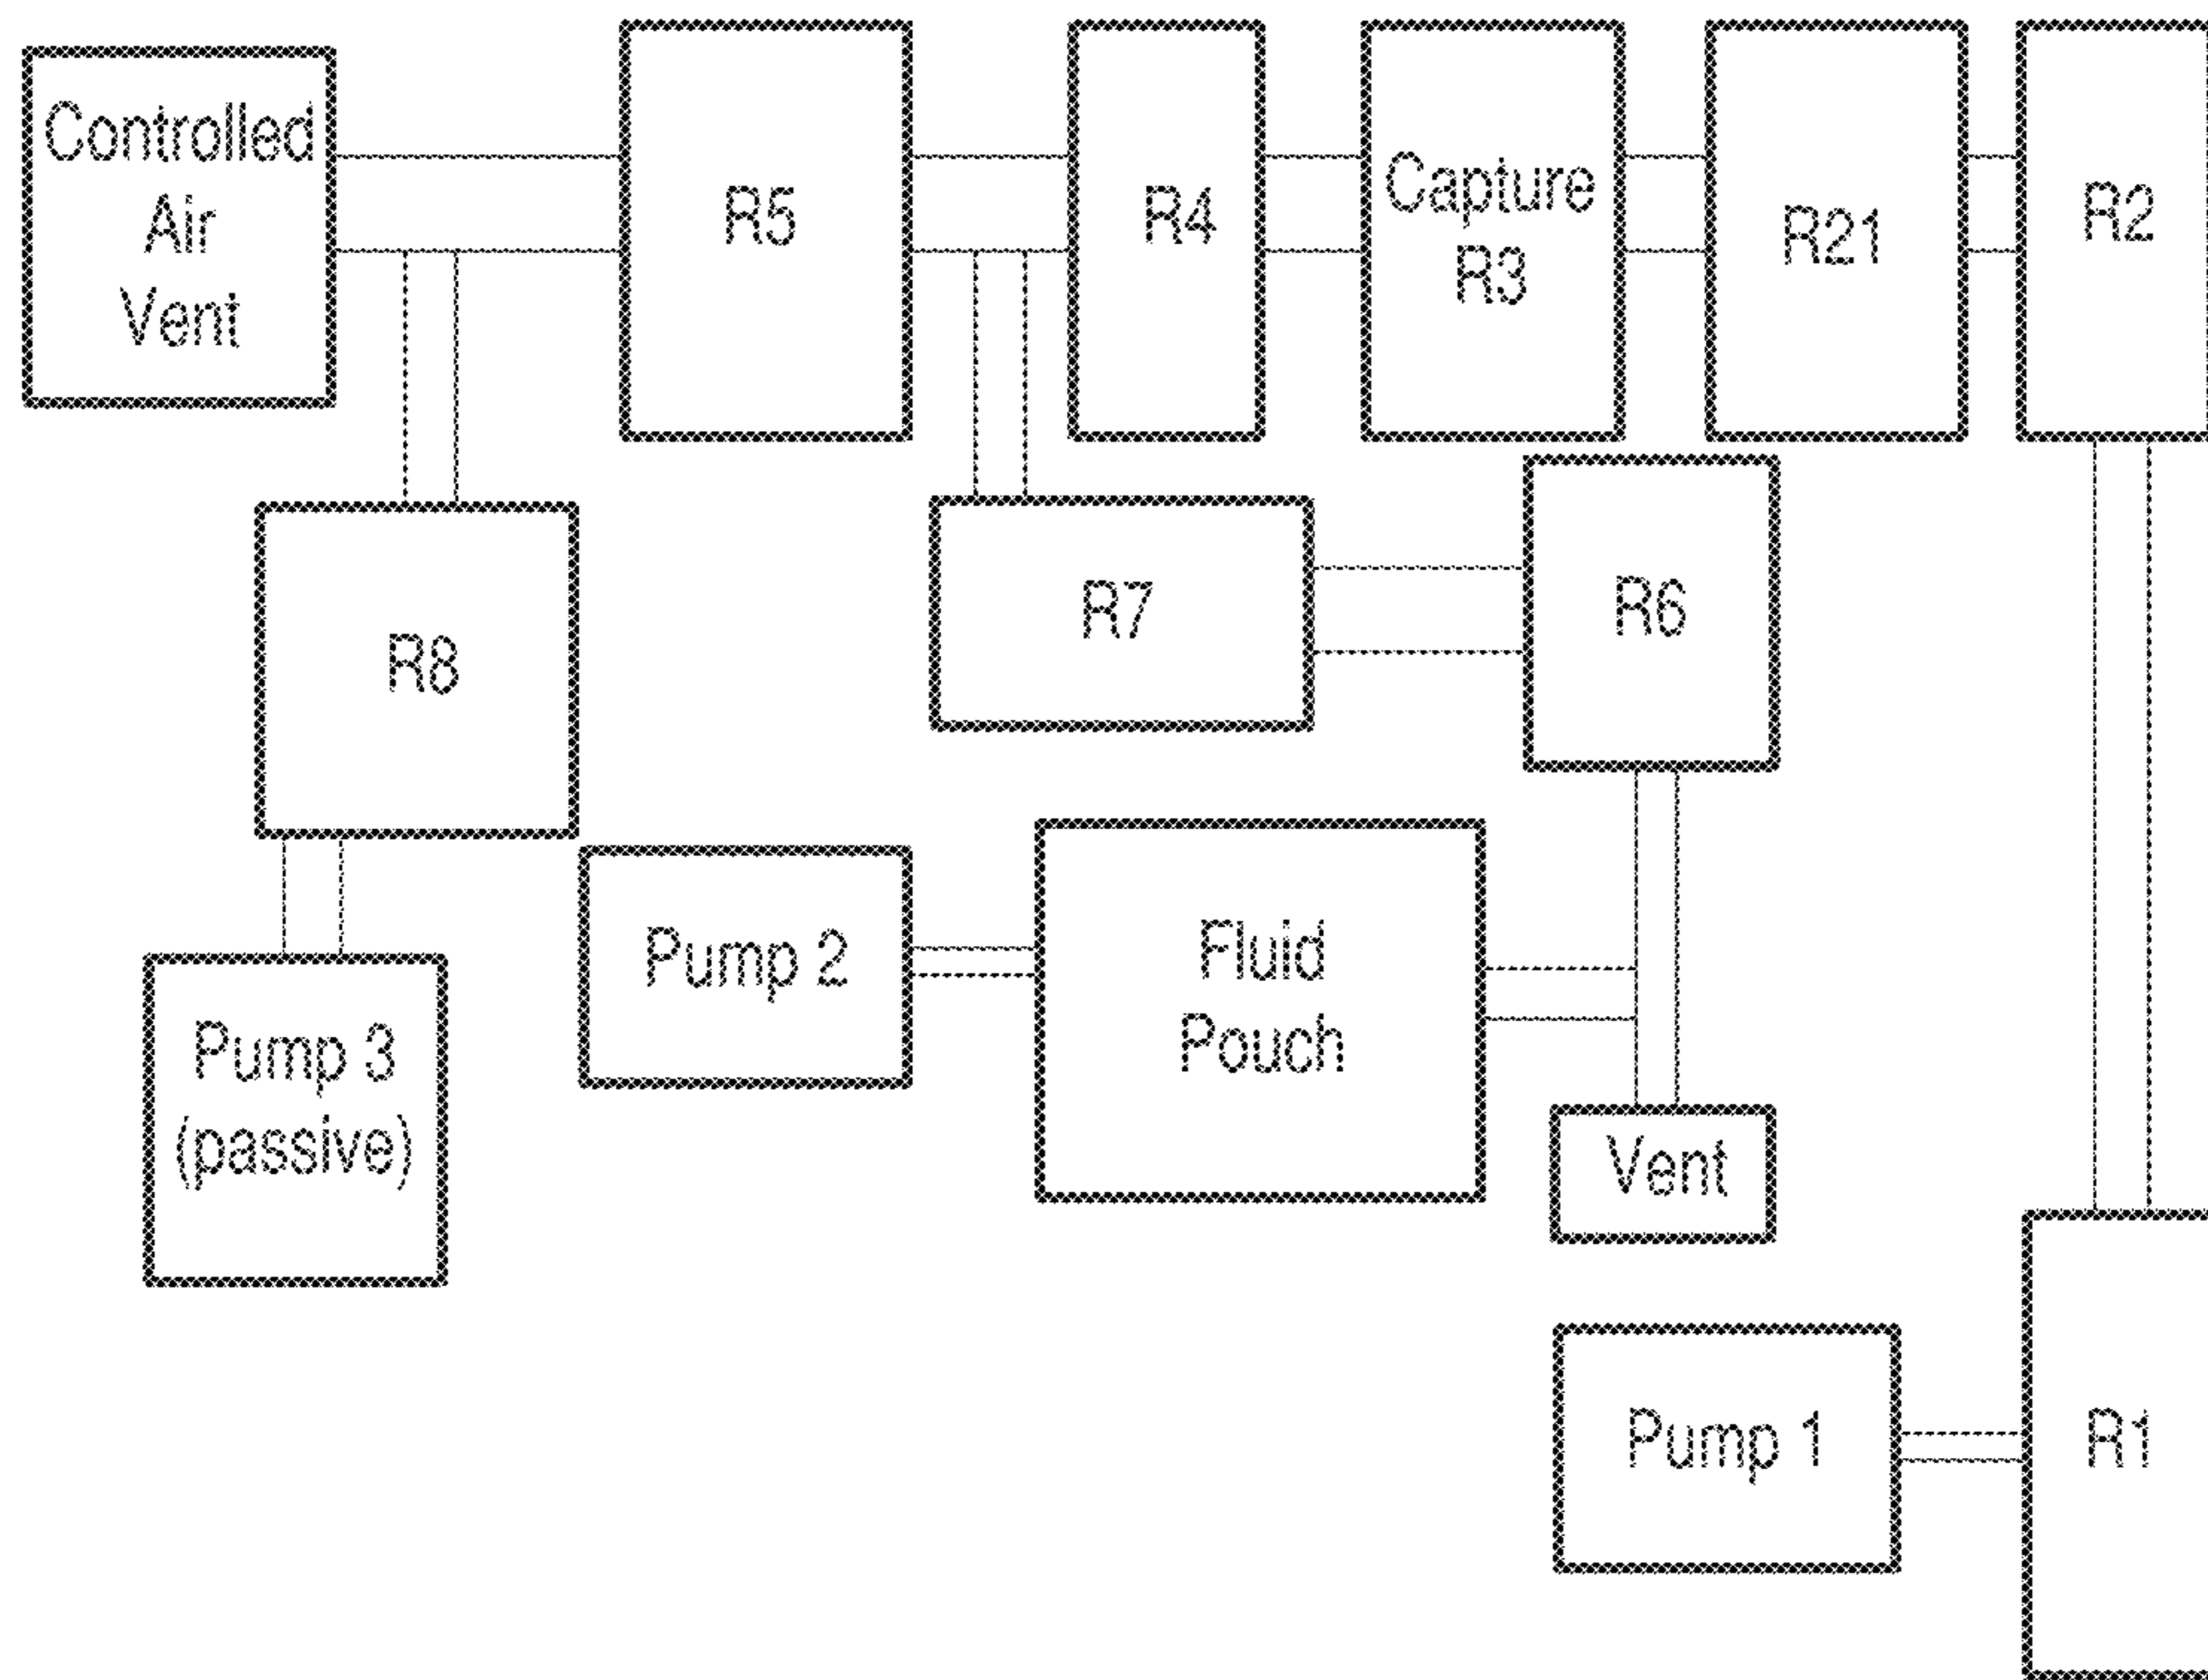 Controlled
Air
Vent
R5
R4
Capture
R3
R21
R2
R8
R7
R6
Pump 3
(passive)
Pump 2
Fluid
Pouch
Vent
Pump 1
R1